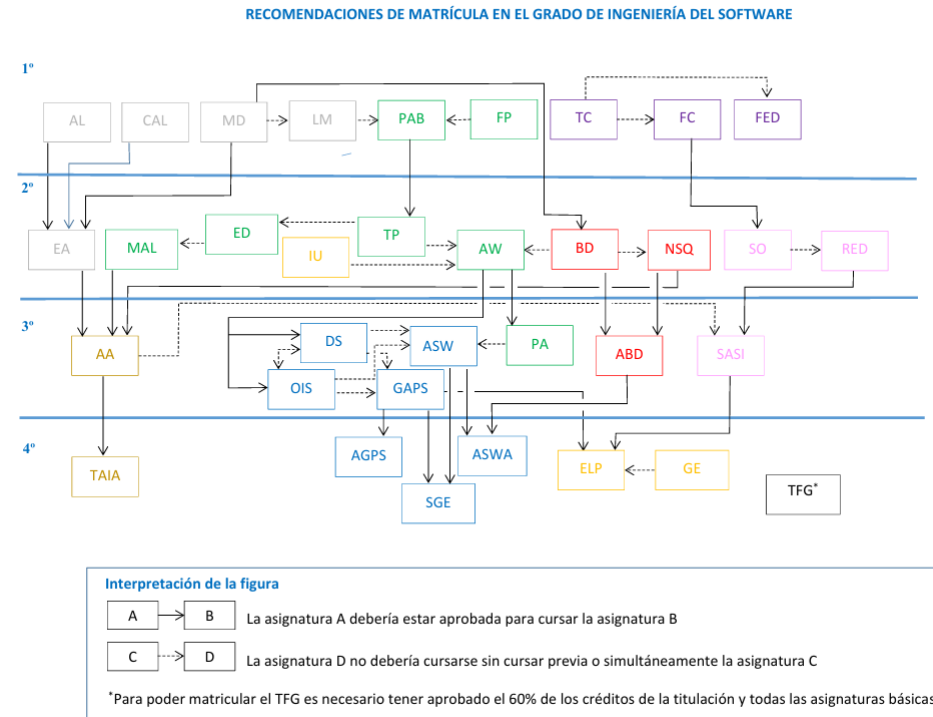 RECOMENDACIONES DE MATRÍCULA EN EL GRADO DE INGENIERÍA DEL SOFTWARE
1º
AL CAL MD LM PAB FP TC FC FED
2º
EA MAL ED IU TP AW BD NSQ SO RED
3º
AA DS OIS ASW GAPS PA ABD SASI
4º
TAIA AGPS SGE ASWA ELP GE TFG*
Interpretación de la figura
A B La asignatura A debería estar aprobada para cursar la asignatura B
C D La asignatura D no debería cursarse sin cursar previa o simultáneamente la asignatura C
*Para poder matricular el TFG es necesario tener aprobado el 60% de los créditos de la titulación y todas las asignaturas básicas